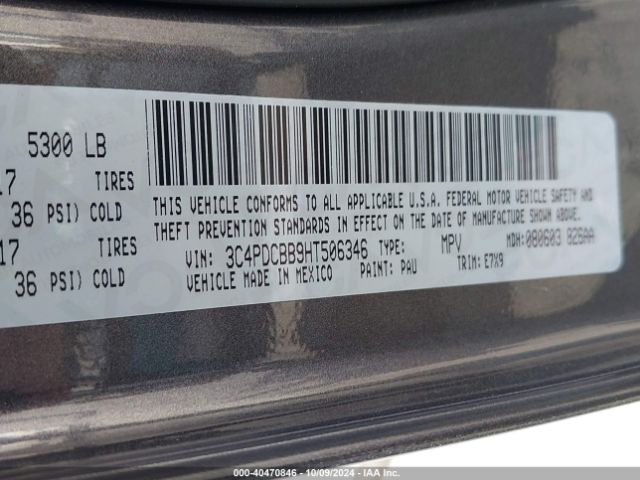 5300 LB
17 TIRES
36 PSI) COLD
17 TIRES
36 PSI) COLD
THIS VEHICLE CONFORMS TO ALL APPLICABLE U.S.A. FEDERAL MOTOR VEHICLE SAFETY AND
THEFT PREVENTION STANDARDS IN EFFECT ON THE DATE OF MANUFACTURE SHOWN ABOVE.
VIN: 3C4PDCBB9HT506346 TYPE: MPV MDH:080603 826AA
VEHICLE MADE IN MEXICO PAINT: PAU TRIM: E7X9
000-40470846 - 10/09/2024 - IAA Inc.